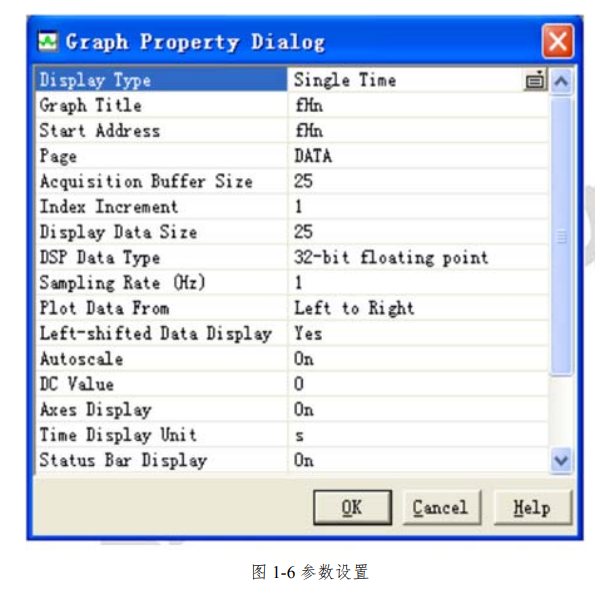 Graph Property Dialog
Display Type Single Time
Graph Title fHn
Start Address fHn
Page DATA
Acquisition Buffer Size 25
Index Increment 1
Display Data Size 25
DSP Data Type 32-bit floating point
Sampling Rate (Hz) 1
Plot Data From Left to Right
Left-shifted Data Display Yes
Autoscale On
DC Value 0
Axes Display On
Time Display Unit s
Status Bar Display On
OK Cancel Help
图 1-6 参数设置